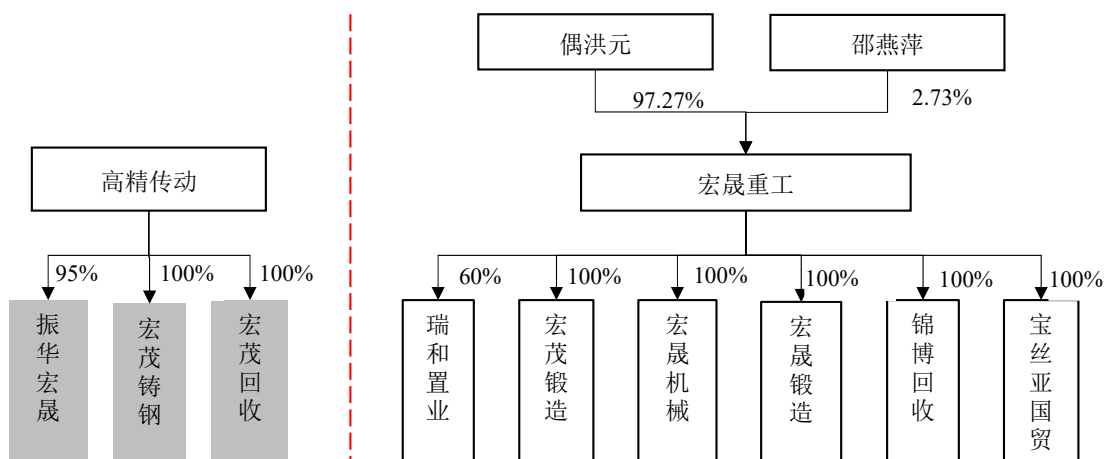 偶洪元
邵燕萍
97.27%
2.73%
高精传动
宏晟重工
95%
100%
100%
60%
100%
100%
100%
100%
100%
振华宏晟
宏茂铸钢
宏茂回收
瑞和置业
宏茂锻造
宏晟机械
宏晟锻造
锦博回收
宝丝亚国贸